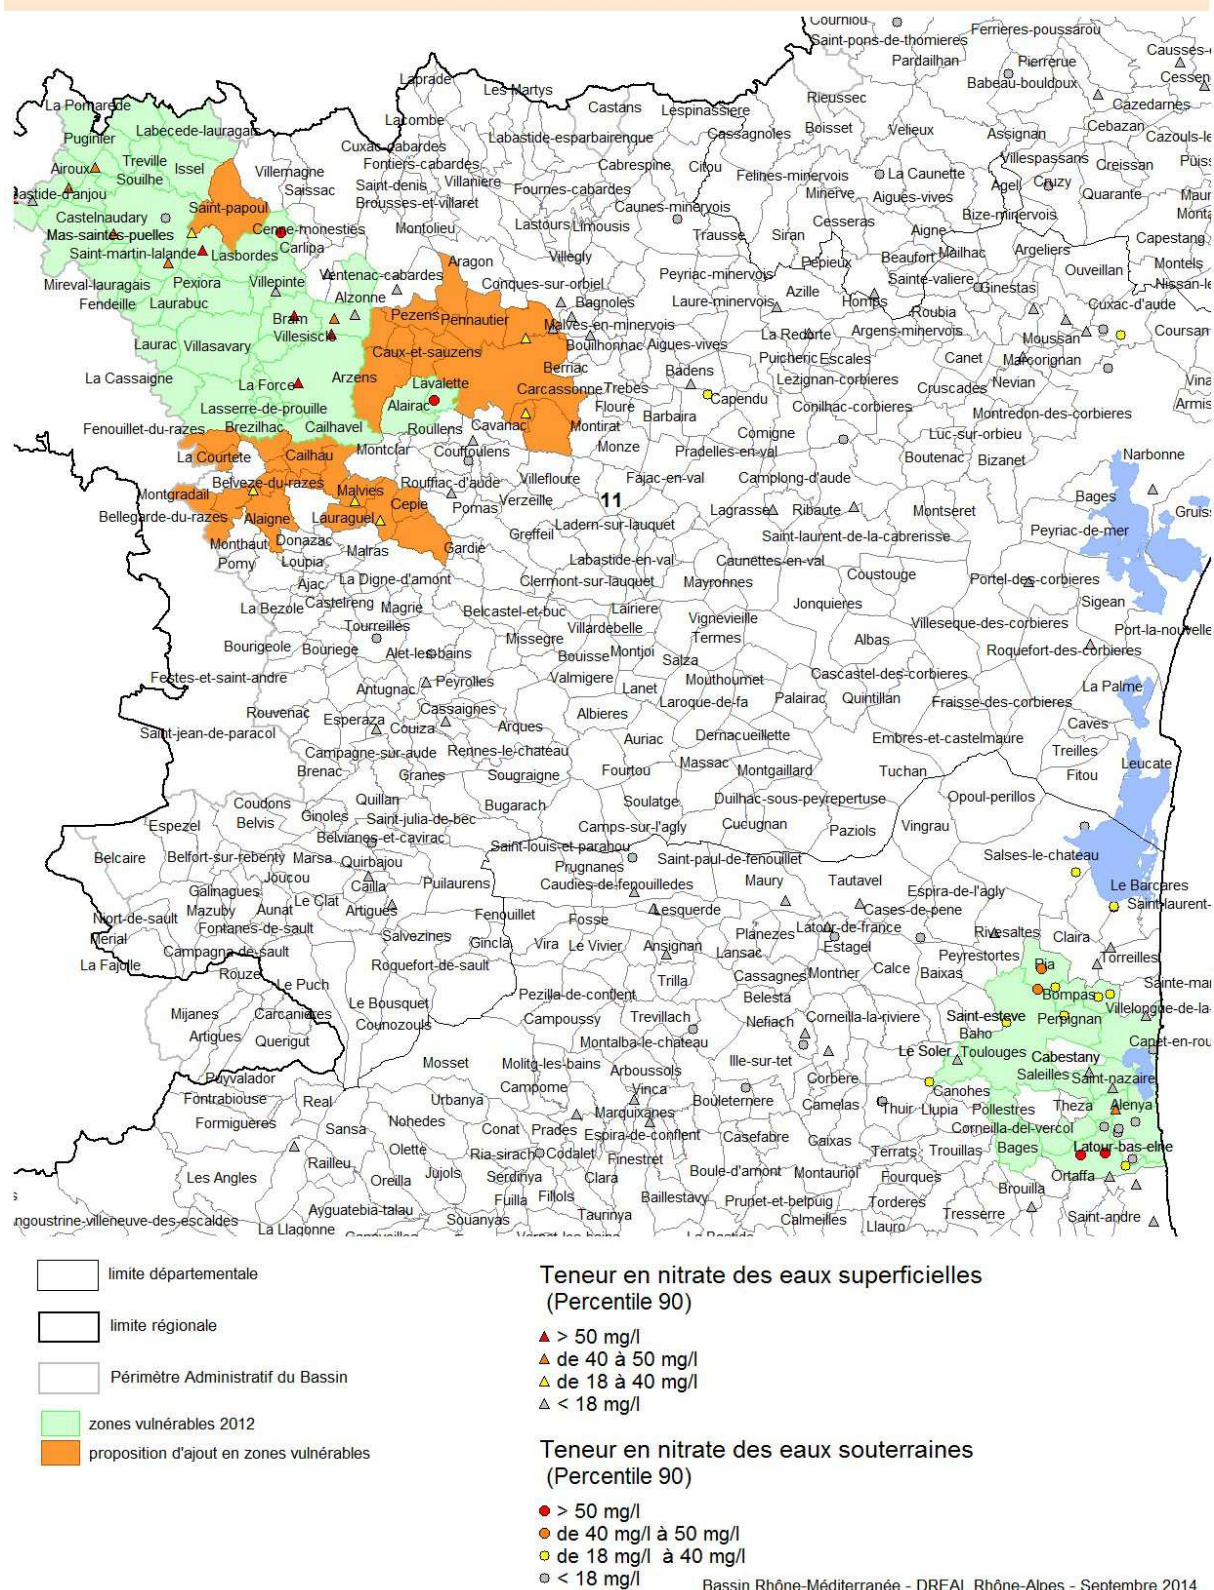 Courniou
Ferrieres-poussarou
Saint-pons-de-thomieres
Causses-
Pardailhan
Pierrerue
Laprade
Les Martys
Babeau-bouldoux
Cessen
La Pomarede
Castans
Lespinassiere
Rieussec
Cazedarnes
Lacombe
Labecede-lauragais
Puginier
Labastide-esparbairenque
Cassagnoles
Boisset
Velieux
Assignan
Cebazan
Cazouls-le
Cuxac-cabardes
Treville
Issel
Airoux
Villemagne
Fontiers-cabardes
Cabrespine
Citou
Felines-minervois
La Caunette
Villespassans
Creissan
Souilhe
Saissac
Saint-denis
Villaniere
Fournes-cabardes
Minerve
Aigues-vives
Agel
Cruzy
Quarante
Brousses-et-villaret
Saint-papoul
Caunes-minervois
Castelnaudary
Cesseras
Bize-minervois
Mas-saintes-puelles
Cenne-monesties
Montolieu
Lastours
Limousis
Trausse
Siran
Aigne
Capestang
Saint-martin-lalande
Lasbordes
Carlipa
Villegly
Pepieux
Beaufort
Mailhac
Argeliers
Aragon
Ventenac-cabardes
Peyriac-minervois
Sainte-valiere
Ouveillan
Montels
Mireval-lauragais
Pexiora
Villepinte
Conques-sur-orbiel
Azille
Ginestas
Fendeille
Laurabuc
Alzonne
Bagnoles
Laure-minervois
Homps
Cuxac-d'aude
Bram
Pezens
Pennautier
Malves-en-minervois
Roubia
Coursan
La Redorte
Argens-minervois
Moussan
Laurac
Villasavary
Bouilhonnac
Aigues-vives
Caux-et-sauzens
Puicheric
Escales
Canet
Marcorignan
La Cassaigne
La Force
Arzens
Lavalette
Berriac
Badens
Lezignan-corbieres
Cruscades
Nevian
Carcassonne
Trebes
Capendu
Lasserre-de-prouille
Alairac
Floure
Barbaira
Conilhac-corbieres
Montredon-des-corbieres
Fenouillet-du-razes
Brezilhac
Cailhavel
Roullens
Cavanac
Montirat
Comigne
Luc-sur-orbieu
La Courtete
Cailhau
Montclar
Couffoulens
Monze
Pradelles-en-val
Boutenac
Bizanet
Narbonne
Belveze-du-razes
Rouffiac-d'aude
Villefloure
Fajac-en-val
Camplong-d'aude
Montgradail
Malvies
Cepie
Verzeille
11
Bages
Bellegarde-du-razes
Alaigne
Lauraguel
Pomas
Lagrasse
Ribaute
Montseret
Greffeil
Ladern-sur-lauquet
Peyriac-de-mer
Monthaut
Donazac
Malras
Gardie
Saint-laurent-de-la-cabrerisse
Pomy
Loupia
Labastide-en-val
Caunettes-en-val
Ajac
La Digne-d'amont
Clermont-sur-lauquet
Mayronnes
Coustouge
Portel-des-corbieres
La Bezole
Castelreng
Magrie
Belcastel-et-buc
Lairiere
Jonquieres
Sigean
Tourreilles
Villardebelle
Vignevieille
Villeseque-des-corbieres
Port-la-nouvelle
Bourigeole
Bouriege
Alet-les-bains
Missegre
Bouisse
Montjoi
Termes
Albas
Roquefort-des-corbieres
Salza
Festes-et-saint-andre
Antugnac
Peyrolles
Valmigere
Lanet
Mouthoumet
Cascastel-des-corbieres
La Palme
Laroque-de-fa
Palairac
Quintillan
Fraisse-des-corbieres
Rouvenac
Esperaza
Cassaignes
Albieres
Caves
Saint-jean-de-paracol
Couiza
Arques
Auriac
Dernacueillette
Embres-et-castelmaure
Treilles
Campagne-sur-aude
Rennes-le-chateau
Massac
Leucate
Brenac
Granes
Sougraigne
Fourtou
Montgaillard
Tuchan
Fitou
Coudons
Quillan
Bugarach
Soulatge
Duilhac-sous-peyrepertuse
Opoul-perillos
Espezel
Belvis
Ginoles
Saint-julia-de-bec
Camps-sur-l'agly
Cucugnan
Paziols
Vingrau
Belvianes-et-cavirac
Saint-louis-et parahou
Belcaire
Belfort-sur-rebenty
Marsa
Quirbajou
Prugnanes
Saint-paul-de-fenouillet
Salses-le-chateau
Joucou
Galinagues
Cailla
Puilaurens
Caudies-de-fenouilledes
Maury
Tautavel
Espira-de-l'agly
Le Barcares
Niort-de-sault
Mazuby
Aunat
Le Clat
Artigues
Fenouillet
Fosse
Lesquerde
Cases-de-pene
Saint-laurent-
Fontanes-de-sault
Merial
Salvezines
Gincla
Vira
Le Vivier
Ansignan
Planezes
Latour-de-france
Rivesaltes
Claira
Campagna-de-sault
Lansac
Estagel
Peyrestortes
Torreilles
La Fajolle
Rouze
Roquefort-de-sault
Trilla
Cassagnes
Montner
Calce
Baixas
Pia
Le Puch
Pezilla-de-conflent
Belesta
Bompas
Sainte-mar
Mijanes
Carcanieres
Le Bousquet
Counozouls
Campoussy
Trevillach
Nefiach
Corneilla-la-riviere
Saint-esteve
Perpignan
Villelongue-de-la-
Artigues
Querigut
Montalba-le-chateau
Baho
Canet-en-rou
Mosset
Molitg-les-bains
Arboussols
Ille-sur-tet
Le Soler
Toulouges
Cabestany
Puyvalador
Saleilles
Saint-nazaire
Fontrabiouse
Real
Urbanya
Campome
Vinca
Bouleternere
Corbere
Camelas
Thuir
Llupia
Canohes
Pollestres
Theza
Alenya
Formigueres
Sansa
Nohedes
Conat
Prades
Marquixanes
Corneilla-del-vercol
Espira-de-conflent
Casefabre
Caixas
Olette
Ria-sirach
Codalet
Finestret
Terrats
Trouillas
Bages
Latour-bas-elne
Railleu
Les Angles
Oreilla
Jujols
Serdinya
Clara
Boule-d'amont
Montauriol
Fourques
Ortaffa
Fuilla
Fillols
Baillestavy
Prunet-et-belpuig
Torderes
Brouilla
Ayguatebia-talau
Souanyas
Taurinya
Calmeilles
Tresserre
Saint-andre
ngoustrine-villeneuve-des-escaldes
La Llagonne
Llauro
limite départementale
limite régionale
Périmètre Administratif du Bassin
zones vulnérables 2012
proposition d'ajout en zones vulnérables
Teneur en nitrate des eaux superficielles
(Percentile 90)
> 50 mg/l
de 40 à 50 mg/l
de 18 à 40 mg/l
< 18 mg/l
Teneur en nitrate des eaux souterraines
(Percentile 90)
> 50 mg/l
de 40 mg/l à 50 mg/l
de 18 mg/l à 40 mg/l
< 18 mg/l
Bassin Rhône-Méditerranée - DREAL Rhône-Alpes - Septembre 2014